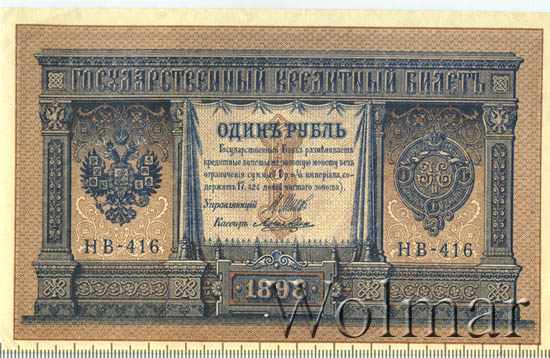 ГОСУДАРСТВЕННЫЙ КРЕДИТНЫЙ БИЛЕТЪ
1
ОДИНЪ РУБЛЬ
Государственный Банкъ размѣниваетъ
кредитные билеты на золотую монету безъ
ограниченія суммы (1 р. = 1/15 имперіала, со-
держитъ 17,424 долей чистаго золота).
Управляющій
Кассиръ
НВ-416 НВ-416
1898
Wolmar